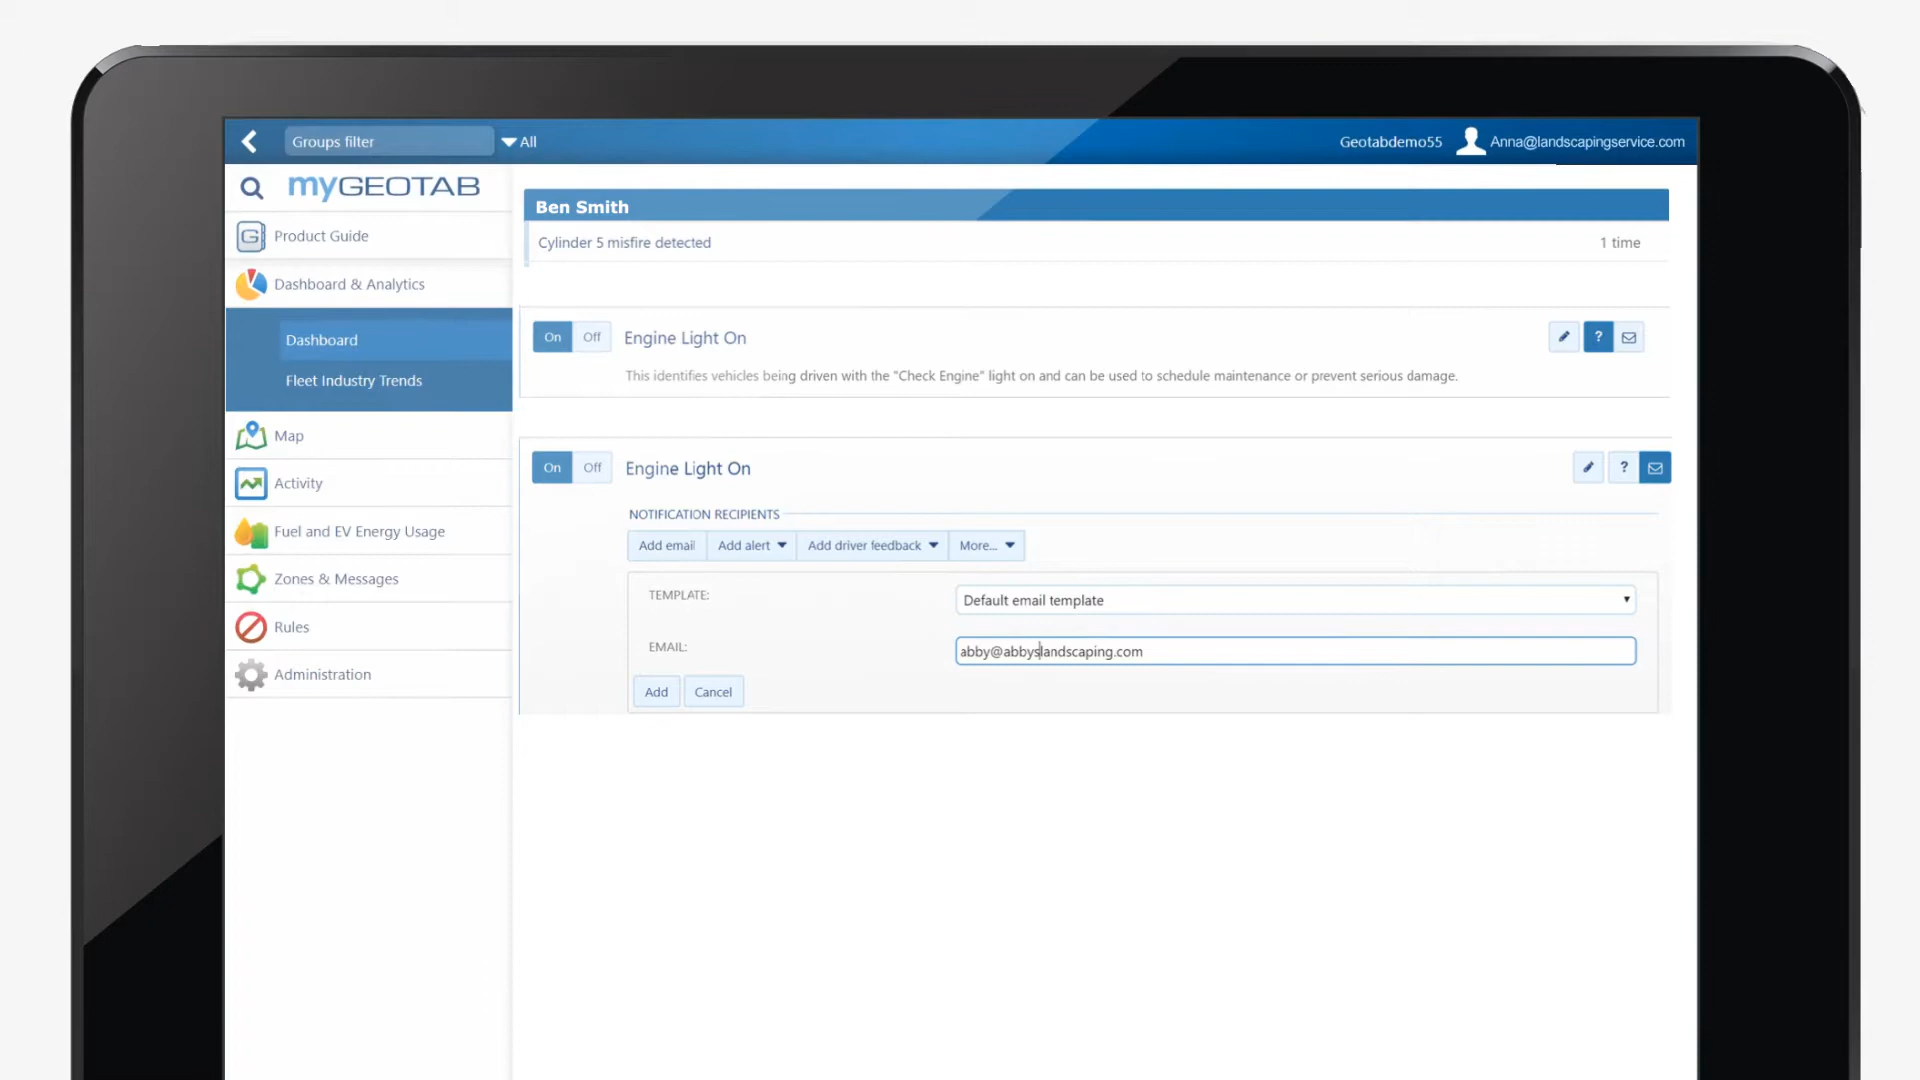 Groups filter
All
Geotabdemo55
Anna@landscapingservice.com
myGEOTAB
Product Guide
Dashboard & Analytics
Dashboard
Fleet Industry Trends
Map
Activity
Fuel and EV Energy Usage
Zones & Messages
Rules
Administration
Ben Smith
Cylinder 5 misfire detected
1 time
On Off
Engine Light On
?
This identifies vehicles being driven with the "Check Engine" light on and can be used to schedule maintenance or prevent serious damage.
On Off
Engine Light On
?
NOTIFICATION RECIPIENTS
Add email Add alert Add driver feedback More...
TEMPLATE:
Default email template
EMAIL:
abby@abbyslandscaping.com
Add Cancel